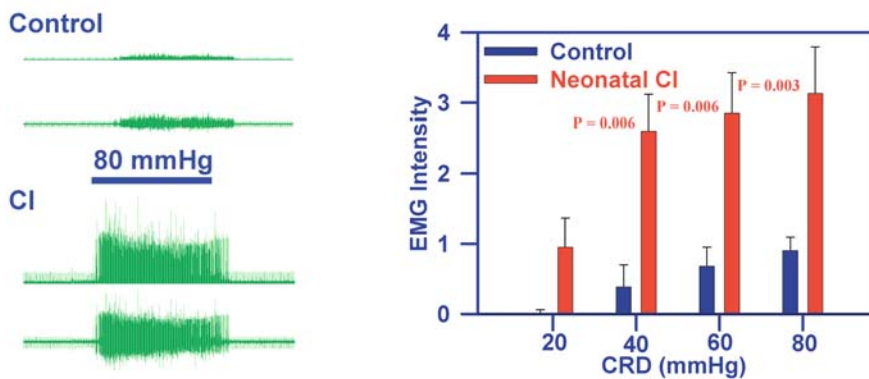 Control
80 mmHg
CI
4
3
2
1
0
EMG Intensity
Control
Neonatal CI
P = 0.006
P = 0.006
P = 0.003
20
40
60
80
CRD (mmHg)